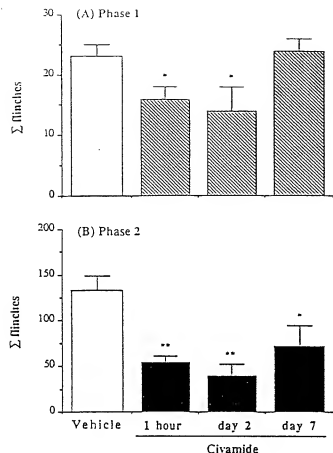 (A) Phase 1
30
20
10
0
Σ flinches
*
*
(B) Phase 2
200
150
100
50
0
Σ flinches
**
**
*
Vehicle 1 hour day 2 day 7
Civamide